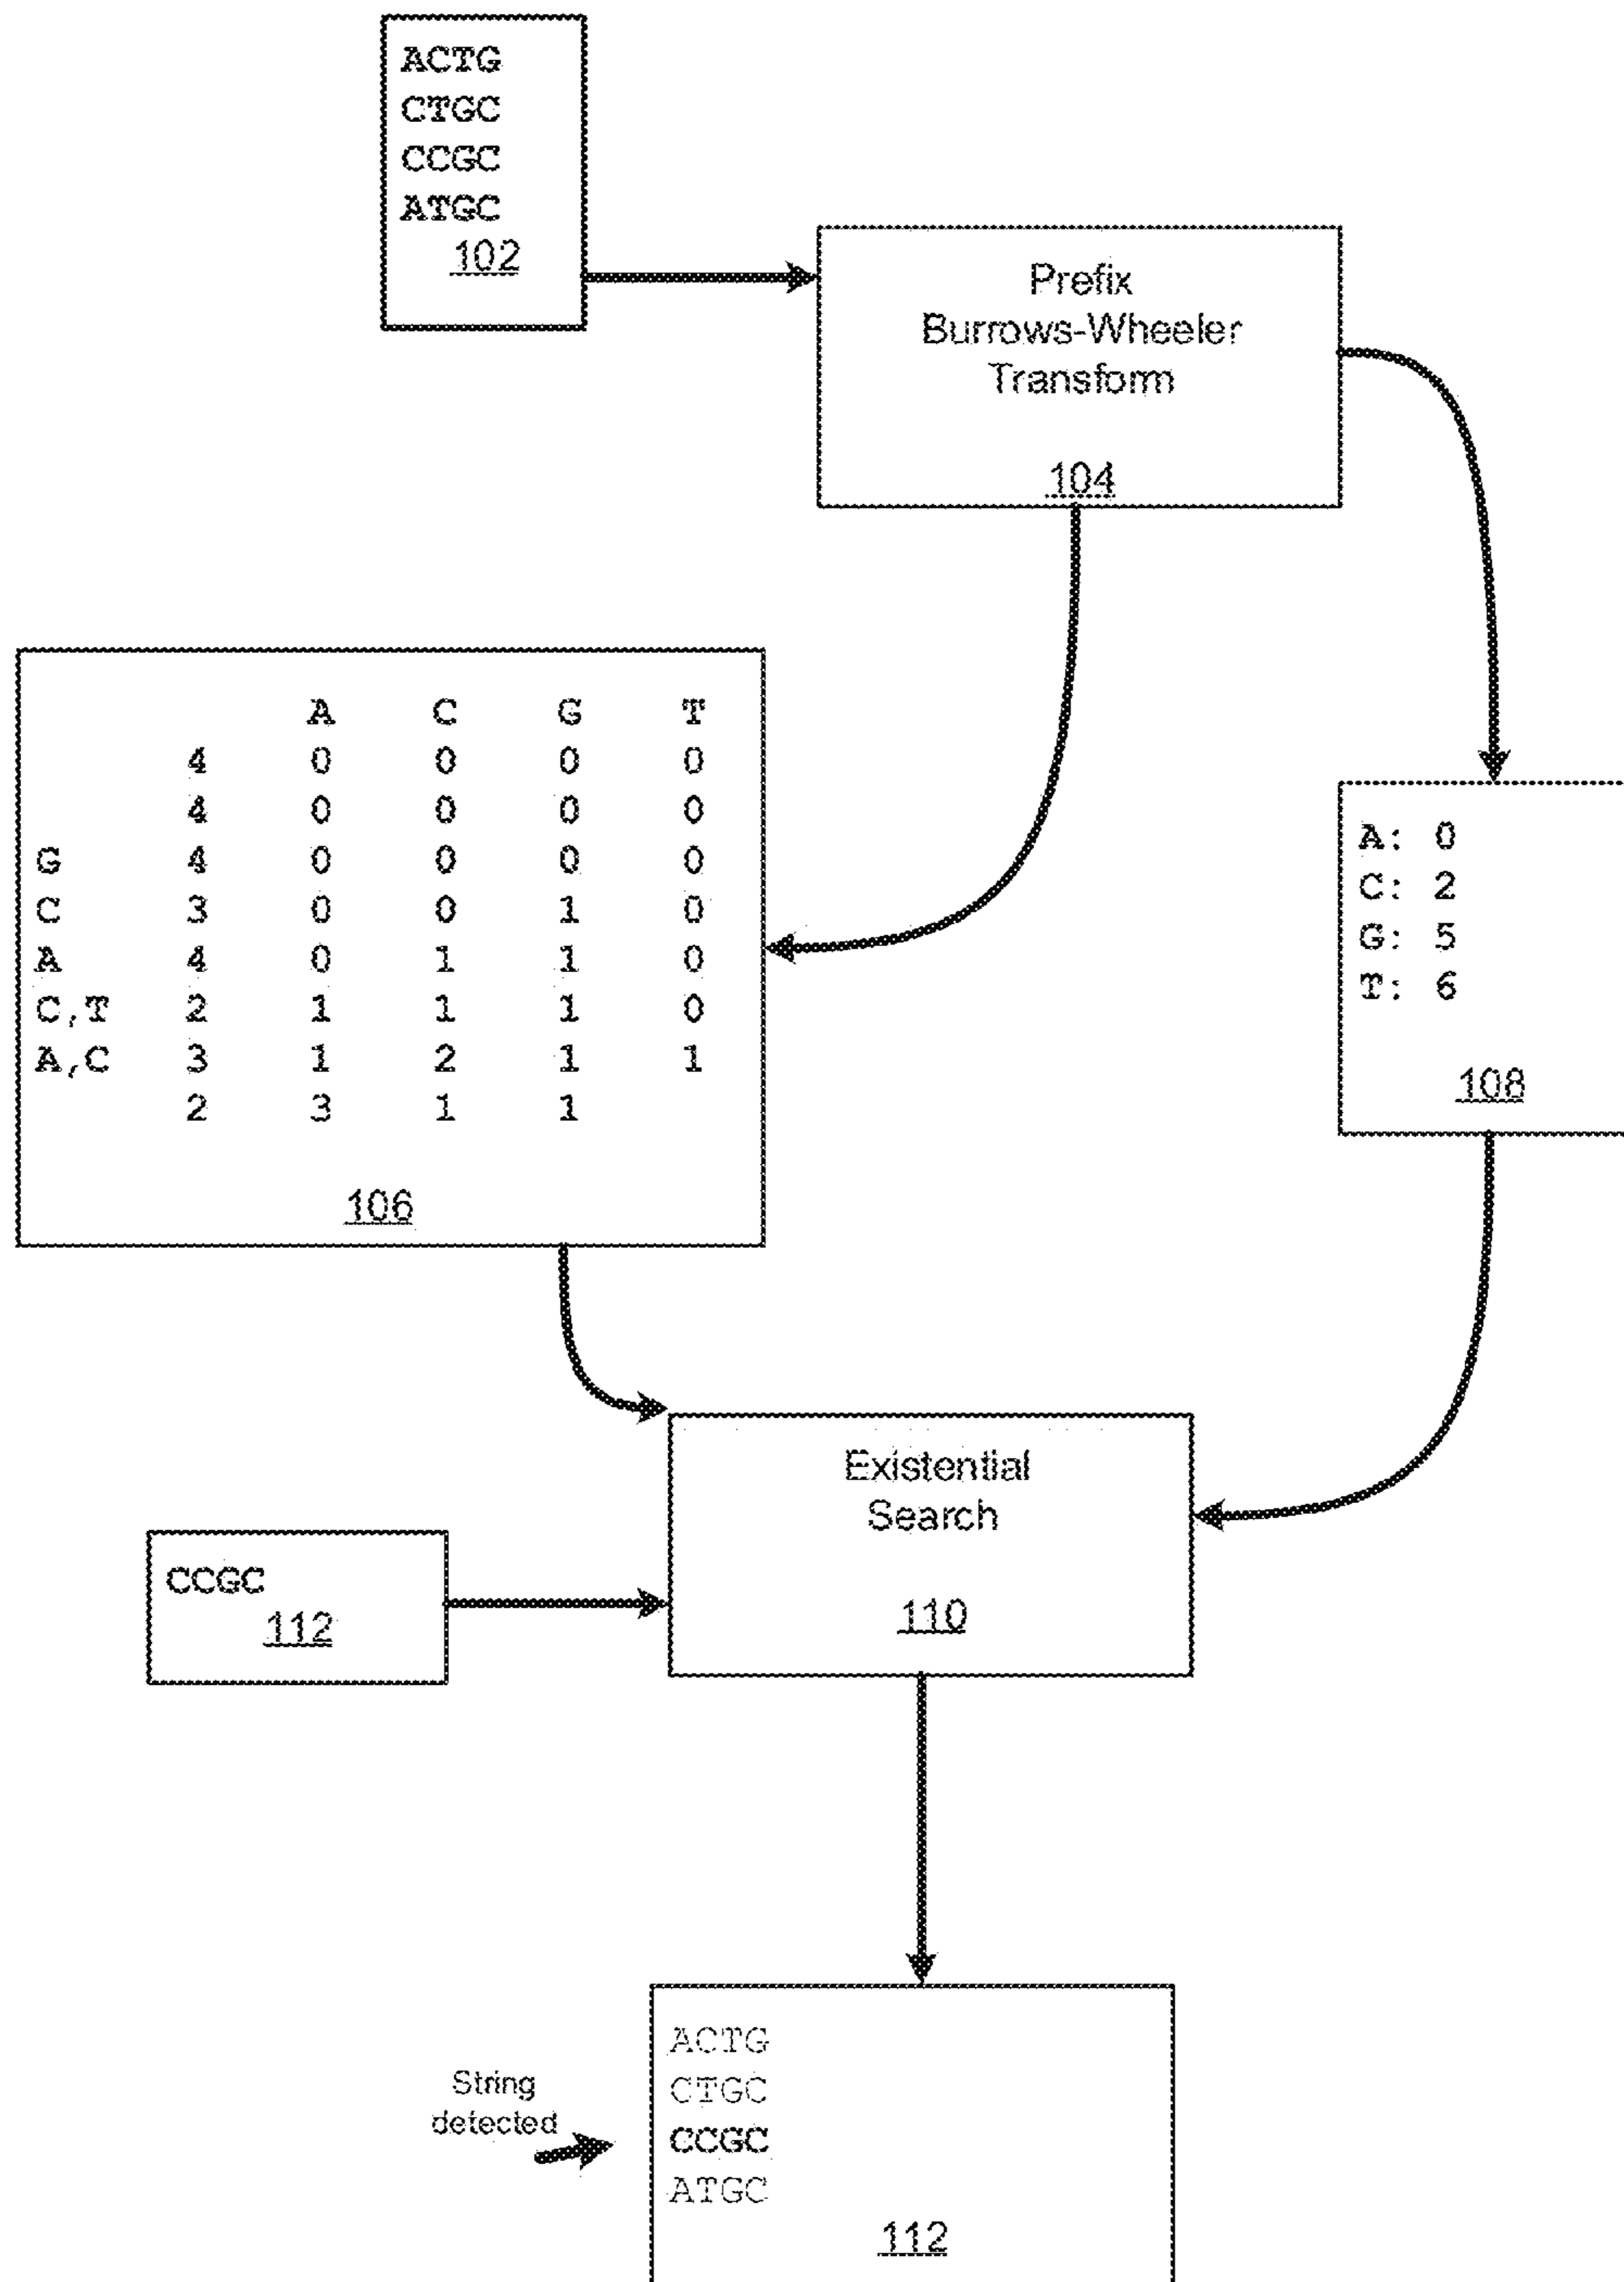 ACTG
CTGC
CCGC
ATGC
102
Prefix
Burrows-Wheeler
Transform
104
A C G T
4 0 0 0 0
4 0 0 0 0
G 4 0 0 0 0
C 3 0 0 1 0
A 4 0 1 1 0
C,T 2 1 1 1 0
A,C 3 1 2 1 1
2 3 1 1
106
A: 0
C: 2
G: 5
T: 6
108
Existential
Search
110
CCGC
112
String
detected
ACTG
CTGC
CCGC
ATGC
112